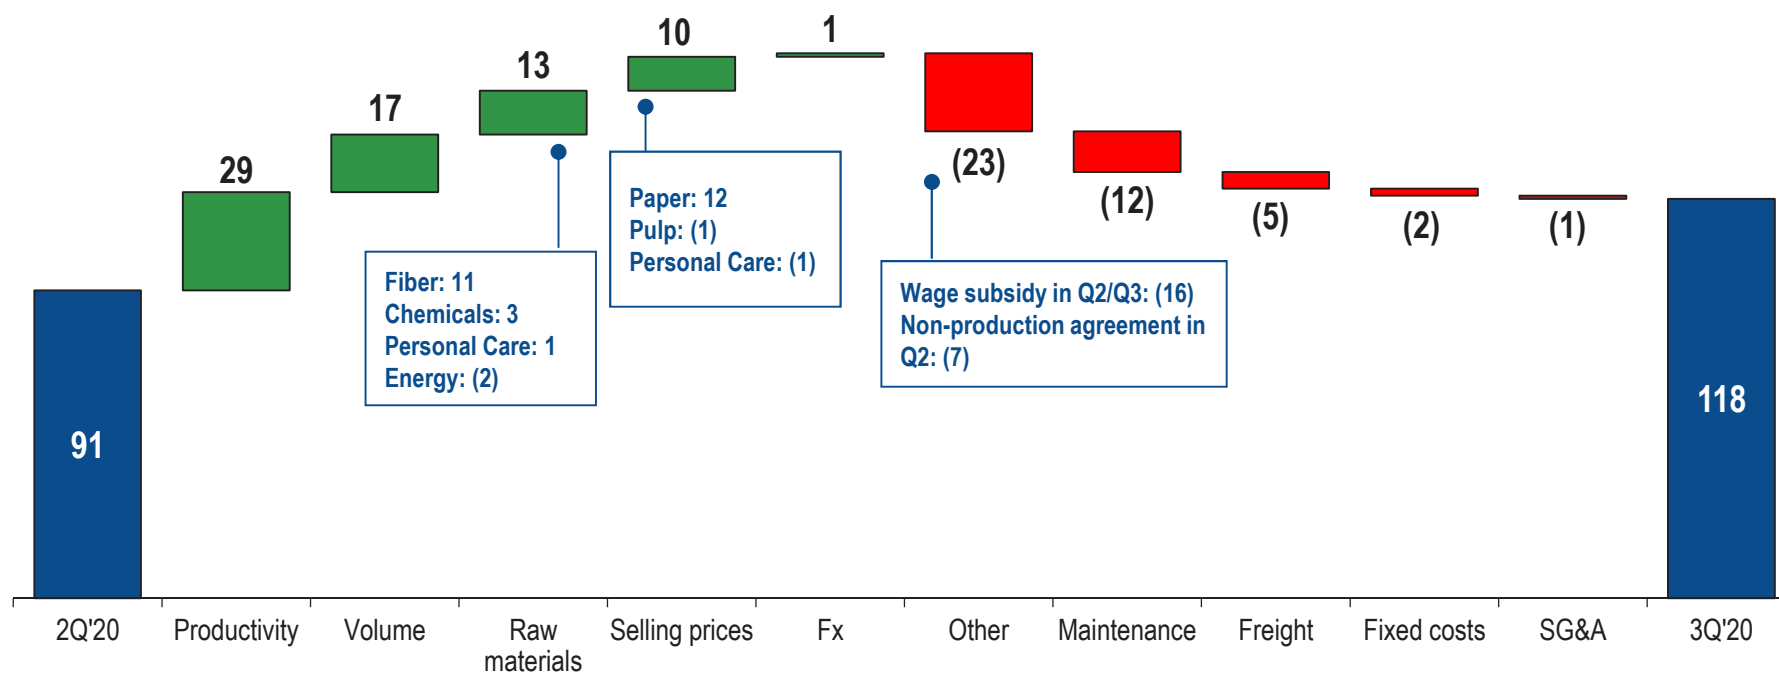 10
1
13
17
29
(23)
(12)
(5)
(2)
(1)
Paper: 12
Pulp: (1)
Personal Care: (1)
Fiber: 11
Chemicals: 3
Personal Care: 1
Energy: (2)
Wage subsidy in Q2/Q3: (16)
Non-production agreement in
Q2: (7)
91
118
2Q'20
Productivity
Volume
Raw
materials
Selling prices
Fx
Other
Maintenance
Freight
Fixed costs
SG&A
3Q'20